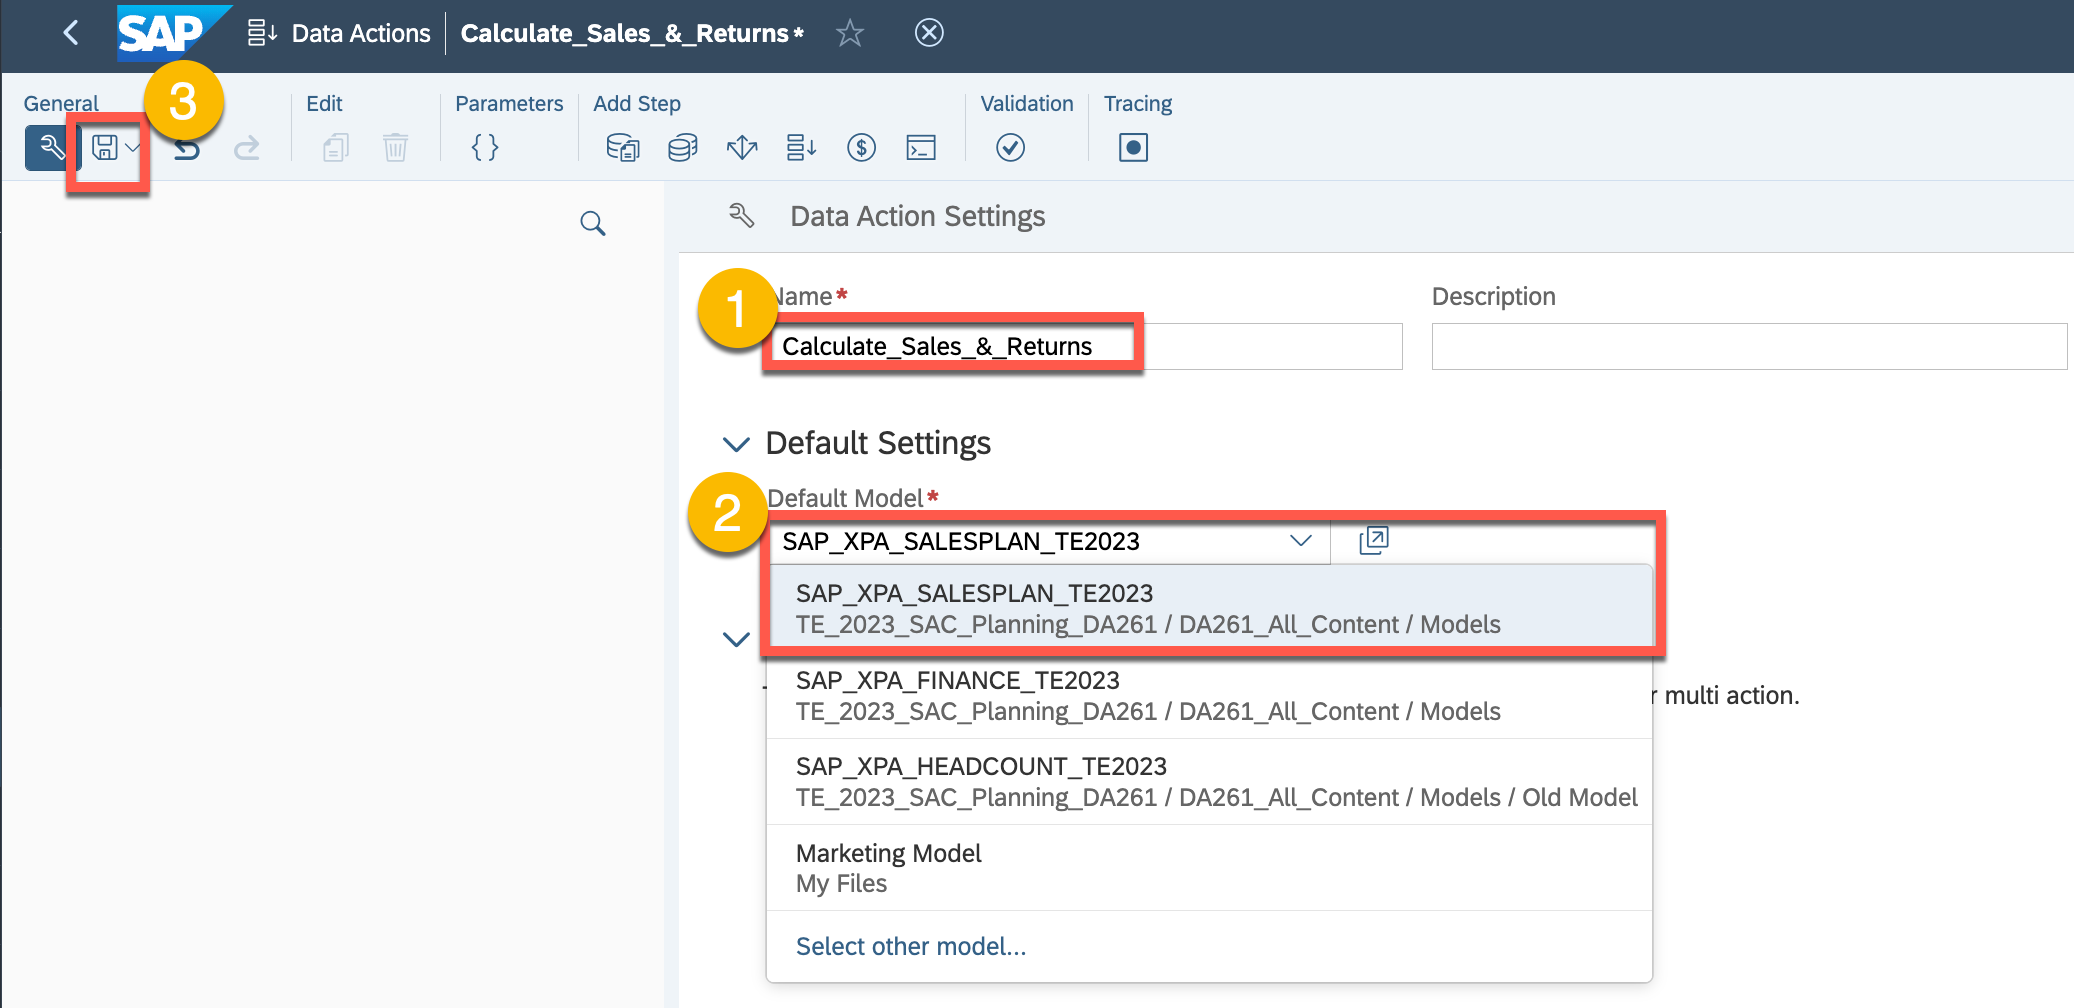 SAP Data Actions Calculate_Sales_&_Returns*
General Edit Parameters Add Step Validation Tracing
3
Data Action Settings
1
Name* Description
Calculate_Sales_&_Returns
Default Settings
2
Default Model*
SAP_XPA_SALESPLAN_TE2023
SAP_XPA_SALESPLAN_TE2023
TE_2023_SAC_Planning_DA261 / DA261_All_Content / Models
SAP_XPA_FINANCE_TE2023
TE_2023_SAC_Planning_DA261 / DA261_All_Content / Models
multi action.
SAP_XPA_HEADCOUNT_TE2023
TE_2023_SAC_Planning_DA261 / DA261_All_Content / Models / Old Model
Marketing Model
My Files
Select other model...